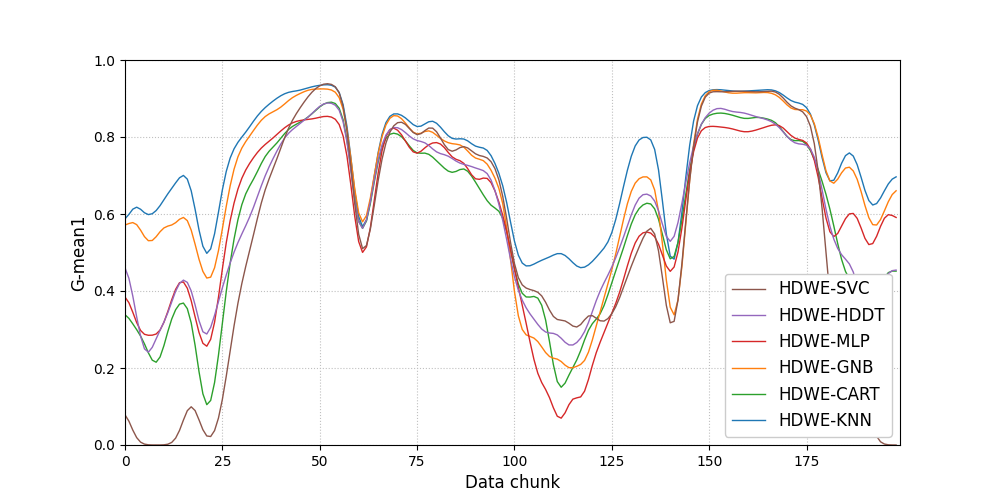 1.0
0.8
0.6
0.4
0.2
0.0
G-mean1
0 25 50 75 100 125 150 175
Data chunk
HDWE-SVC
HDWE-HDDT
HDWE-MLP
HDWE-GNB
HDWE-CART
HDWE-KNN